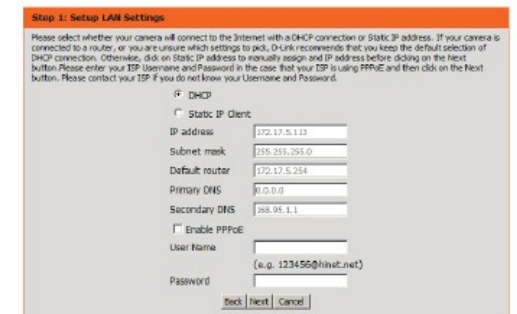 Step 1: Setup LAN Settings
Please select whether your camera will connect to the Internet with a DHCP connection or Static IP address. If your camera is
connected to a router, or you are unsure which settings to pick, D-Link recommends that you keep the default selection of
DHCP connection. Otherwise, click on Static IP address to manually assign and IP address before clicking on the Next
button.Please enter your ISP Username and Password in the case that your ISP is using PPPoE and then click on the Next
button. Please contact your ISP if you do not know your Username and Password.
DHCP
Static IP Client
IP address 172.17.5.113
Subnet mask 255.255.255.0
Default router 172.17.5.254
Primary DNS 0.0.0.0
Secondary DNS 168.95.1.1
Enable PPPoE
User Name
(e.g. 123456@hinet.net)
Password
Back Next Cancel